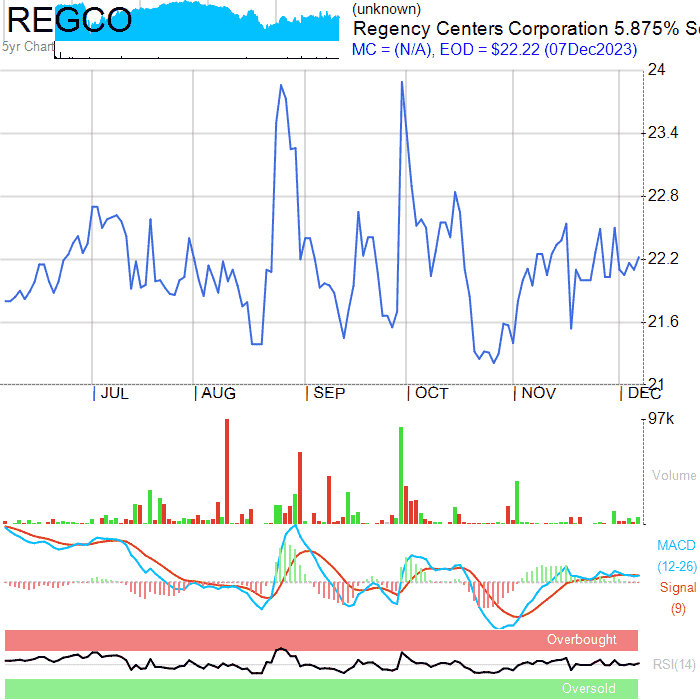 REGCO
5yr Chart
(unknown)
Regency Centers Corporation 5.875% Se
MC = (N/A), EOD = $22.22 (07Dec2023)
24
23.4
22.8
22.2
21.6
21
JUL AUG SEP OCT NOV DEC
97k
Volume
MACD
(12-26)
Signal
(9)
Overbought
RSI(14)
Oversold